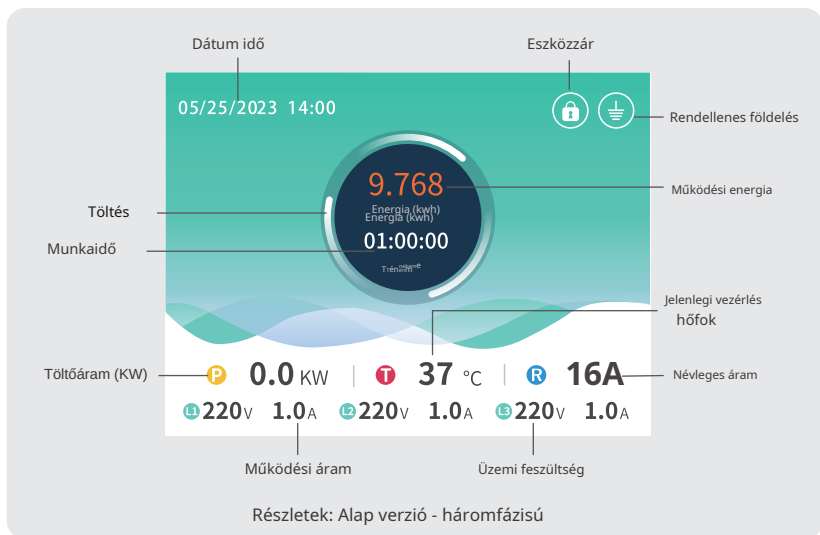 Dátum idő
Eszközzár
05/25/2023 14:00
Rendellenes földelés
9.768
Működési energia
Energia (kwh)
Energia (kwh)
Töltés
01:00:00
Munkaidő
Jelenlegi vezérlés
hőfok
Töltőáram (KW)
P 0.0 KW T 37 °C R 16A
Névleges áram
L1 220V 1.0A L2 220V 1.0A L3 220V 1.0A
Működési áram
Üzemi feszültség
Részletek: Alap verzió - háromfázisú